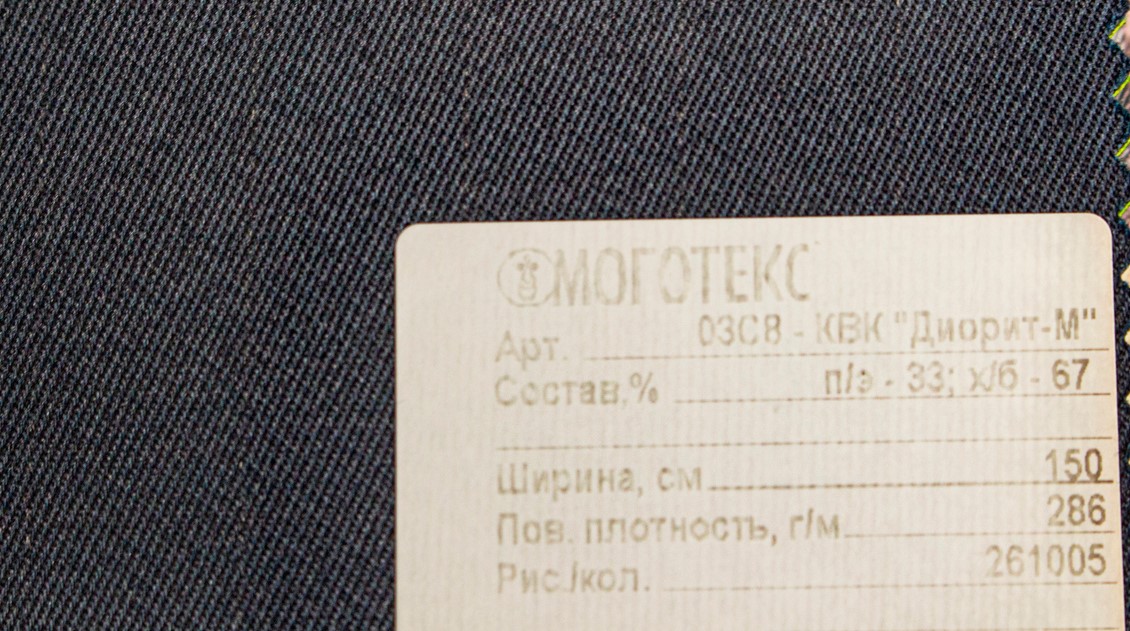 МОГОТЕКС
Арт. 03С8 - КВК "Диорит-М"
Состав,% п/э - 33; х/б - 67
Ширина, см 150
Пов. плотность, г/м 286
Рис./кол. 261005